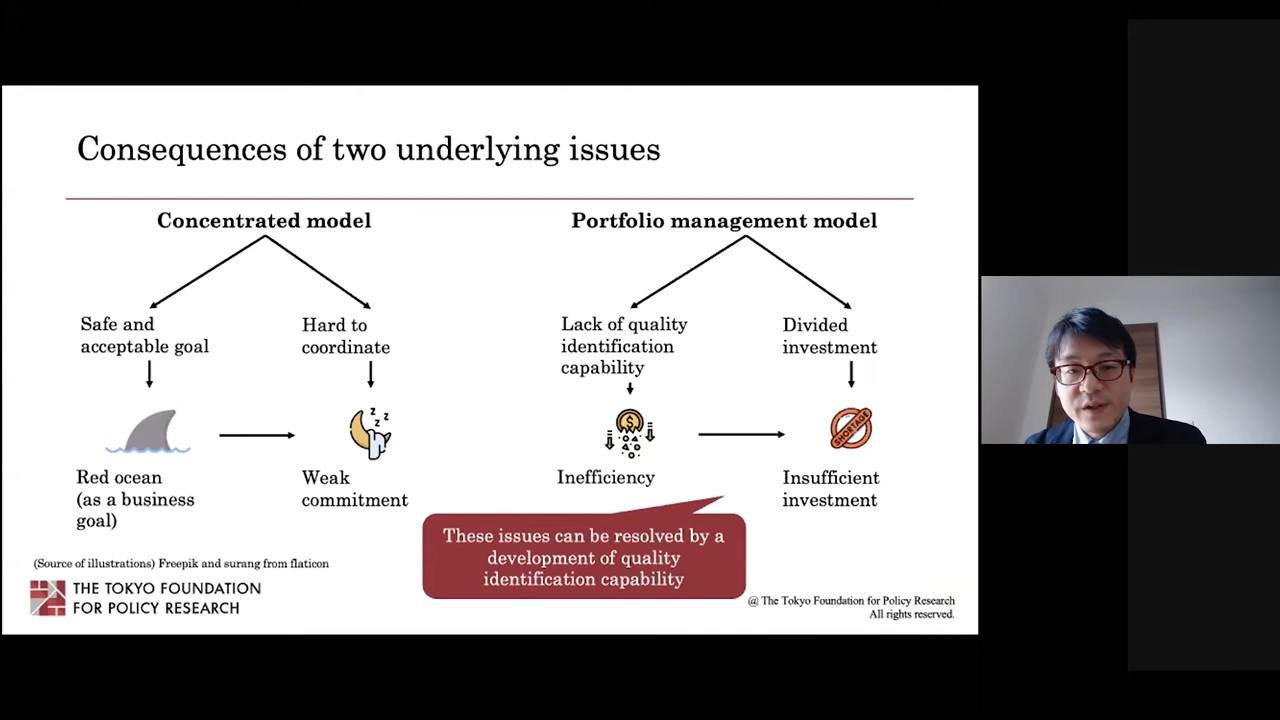 Consequences of two underlying issues
Concentrated model
Safe and
acceptable goal
Hard to
coordinate
Red ocean
(as a business
goal)
z
z
z
Weak
commitment
Portfolio management model
Lack of quality
identification
capability
Divided
investment
$
Inefficiency
SHORTAGE
Insufficient
investment
These issues can be resolved by a
development of quality
identification capability
(Source of illustrations) Freepik and surang from flaticon
THE TOKYO FOUNDATION
FOR POLICY RESEARCH
@ The Tokyo Foundation for Policy Research
All rights reserved.